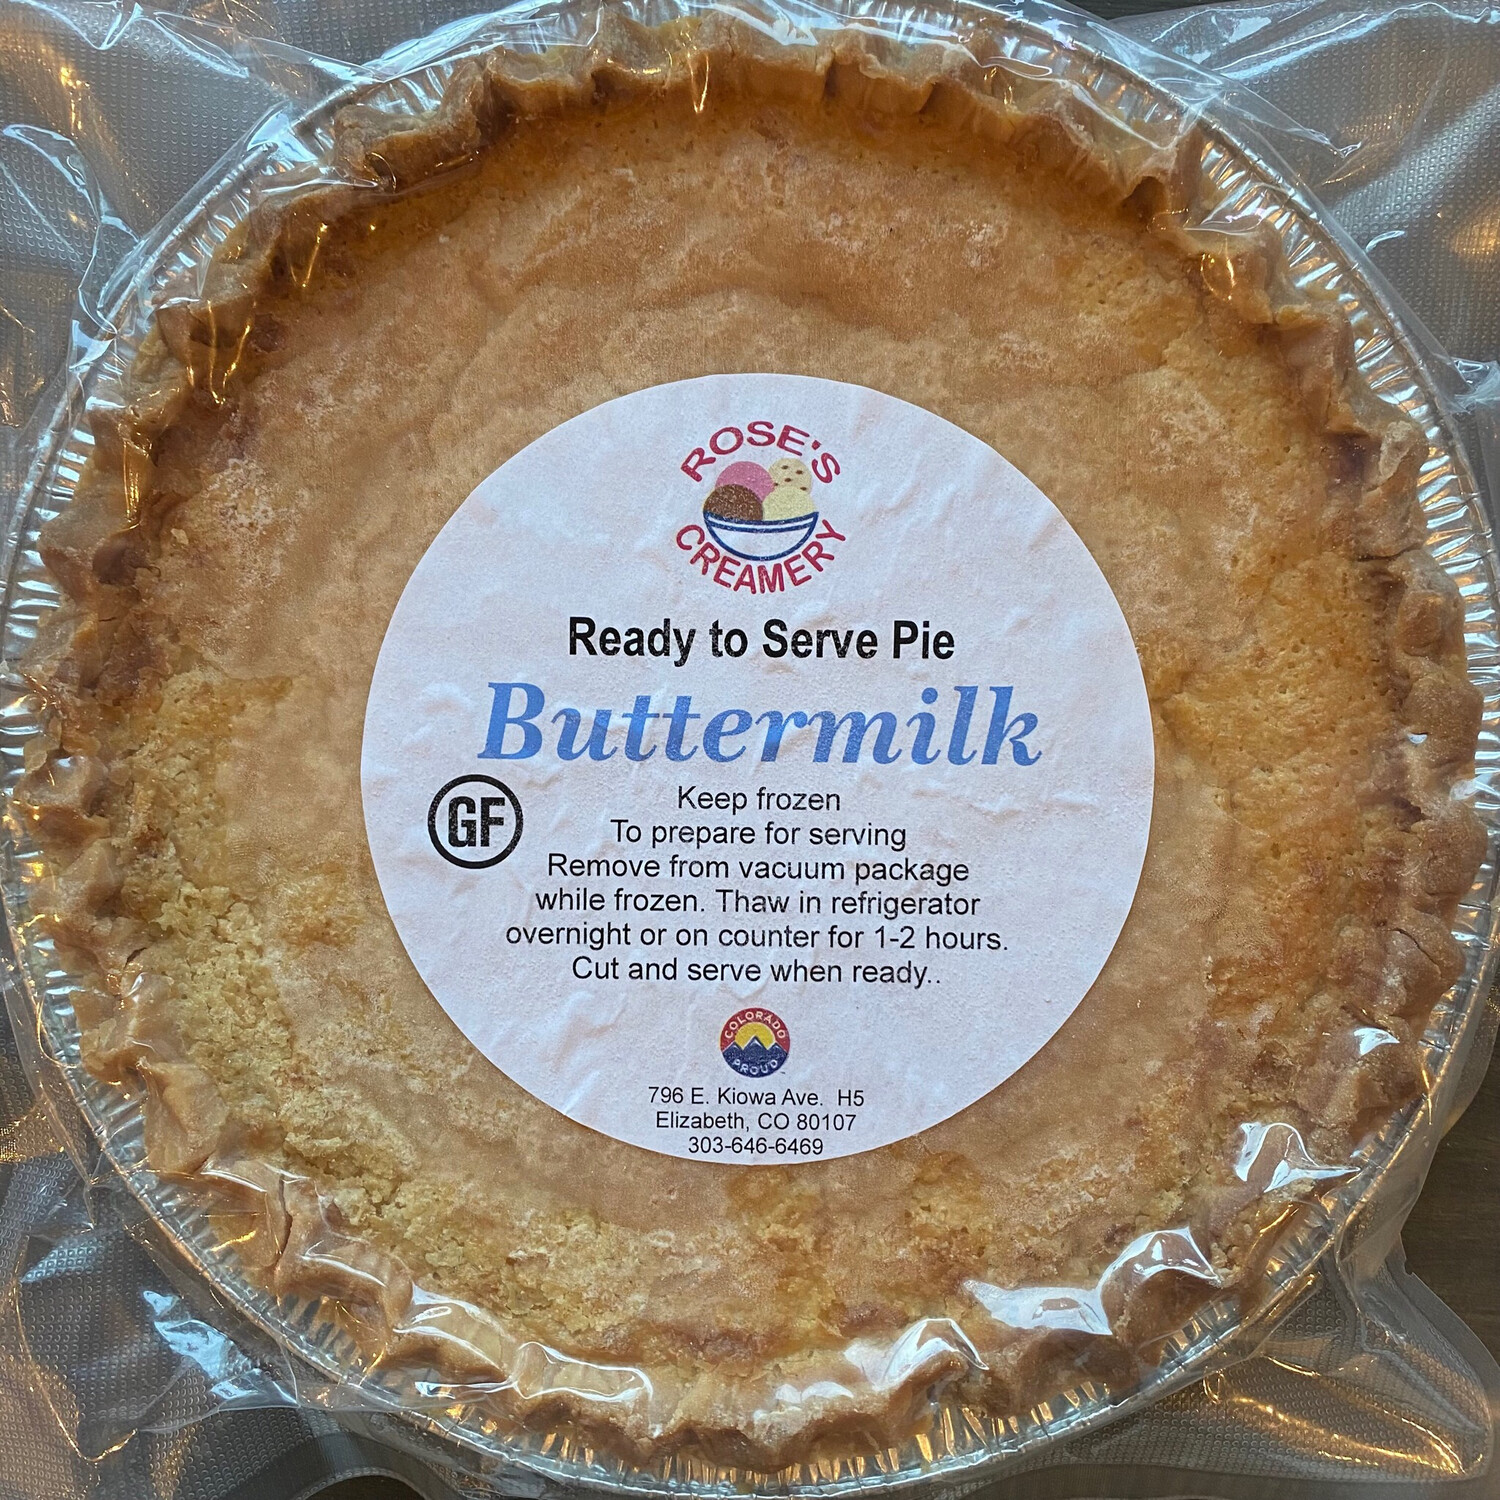 ROSE'S
CREAMERY
Ready to Serve Pie
Buttermilk
GF
Keep frozen
To prepare for serving
Remove from vacuum package
while frozen. Thaw in refrigerator
overnight or on counter for 1-2 hours.
Cut and serve when ready..
COLORADO
PROUD
796 E. Kiowa Ave. H5
Elizabeth, CO 80107
303-646-6469